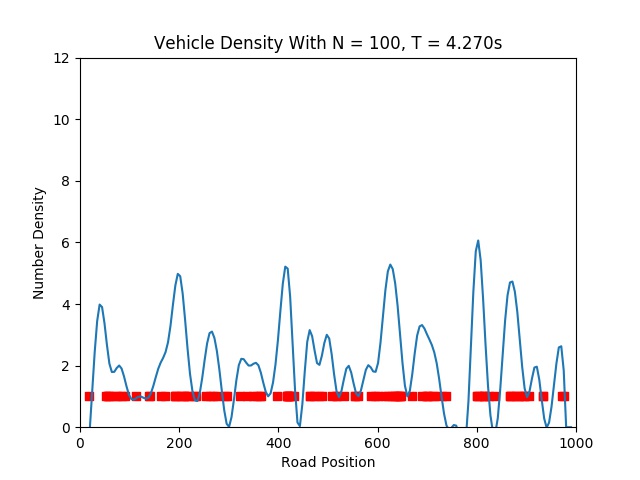 Vehicle Density With N = 100, T = 4.270s
12
10
8
6
4
2
0
Number Density
0 200 400 600 800 1000
Road Position